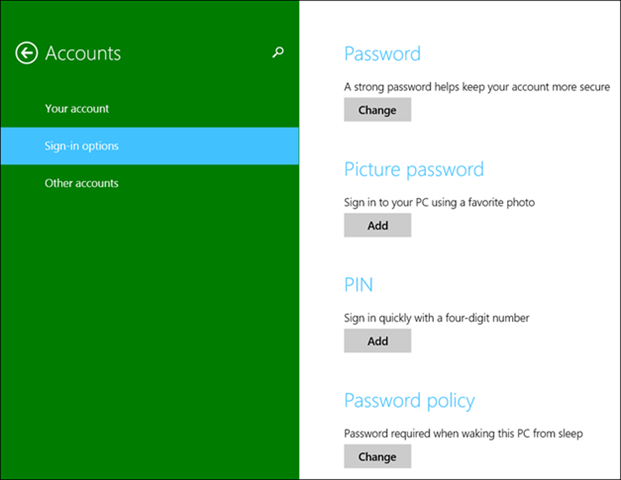 Accounts
Your account
Sign-in options
Other accounts
Password
A strong password helps keep your account more secure
Change
Picture password
Sign in to your PC using a favorite photo
Add
PIN
Sign in quickly with a four-digit number
Add
Password policy
Password required when waking this PC from sleep
Change